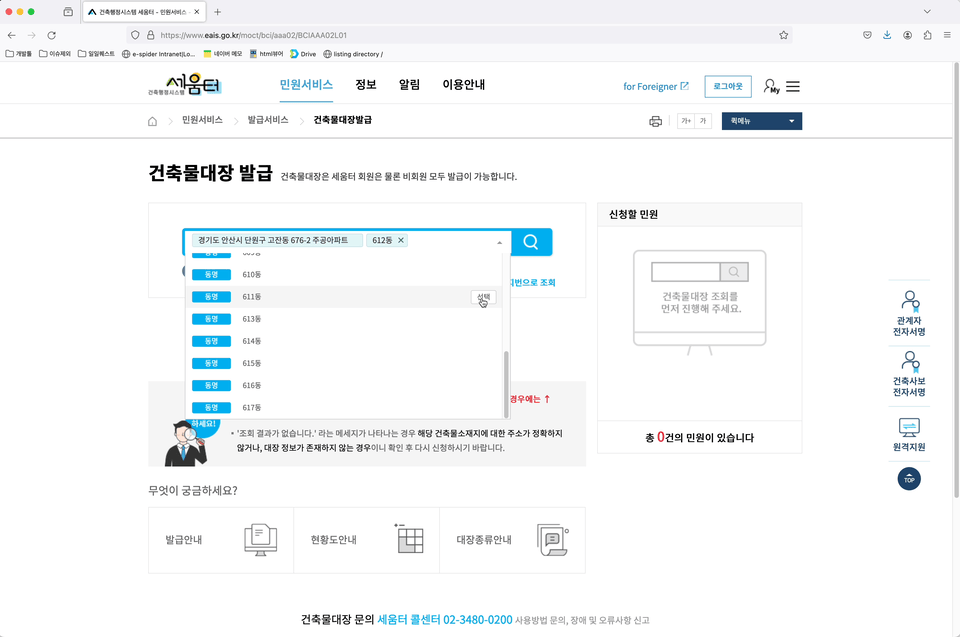 건축행정시스템 세움터 - 민원서비스 -
https://www.eais.go.kr/moct/bci/aaa02/BCIAAA02L01
개발툴
이슈제외
일일퀘스트
e-spider Intranet|Lo...
네이버 메모
html뷰어
Drive
listing directory /
건축행정시스템 세움터
민원서비스
정보
알림
이용안내
for Foreigner
로그아웃
My
민원서비스
발급서비스
건축물대장발급
가+
가
퀵메뉴
건축물대장 발급
건축물대장은 세움터 회원은 물론 비회원 모두 발급이 가능합니다.
경기도 안산시 단원구 고잔동 676-2 주공아파트
612동
동명
동명 610동
동명 611동
선택
동명 613동
동명 614동
동명 615동
동명 616동
동명 617동
지번으로 조회
경우에는 ↑
하세요!
• '조회 결과가 없습니다.' 라는 메세지가 나타나는 경우 해당 건축물소재지에 대한 주소가 정확하지
않거나, 대장 정보가 존재하지 않는 경우이니 확인 후 다시 신청하시기 바랍니다.
신청할 민원
건축물대장 조회를
먼저 진행해 주세요.
총 0건의 민원이 있습니다
관계자
전자서명
건축사보
전자서명
원격지원
TOP
무엇이 궁금하세요?
발급안내
현황도안내
대장종류안내
건축물대장 문의 세움터 콜센터 02-3480-0200 사용방법 문의, 장애 및 오류사항 신고